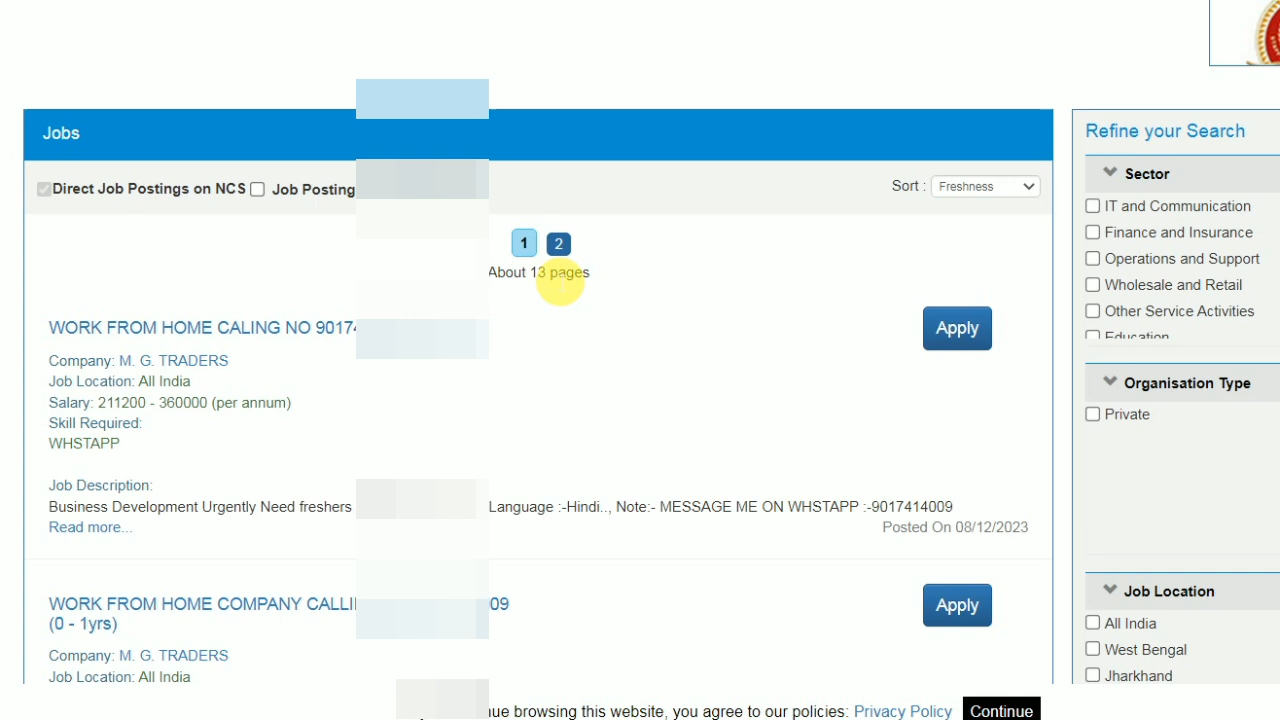 Jobs
Direct Job Postings on NCS Job Posting
Sort : Freshness
1 2
About 13 pages
WORK FROM HOME CALING NO 90174
Apply
Company: M. G. TRADERS
Job Location: All India
Salary: 211200 - 360000 (per annum)
Skill Required:
WHSTAPP
Job Description:
Business Development Urgently Need freshers Language :-Hindi.., Note:- MESSAGE ME ON WHSTAPP :-9017414009
Read more...
Posted On 08/12/2023
WORK FROM HOME COMPANY 09
(0 - 1yrs)
Apply
Company: M. G. TRADERS
Job Location: All India
browsing this website, you agree to our policies: Privacy Policy Continue
Refine your Search
Sector
IT and Communication
Finance and Insurance
Operations and Support
Wholesale and Retail
Other Service Activities
Education
Organisation Type
Private
Job Location
All India
West Bengal
Jharkhand